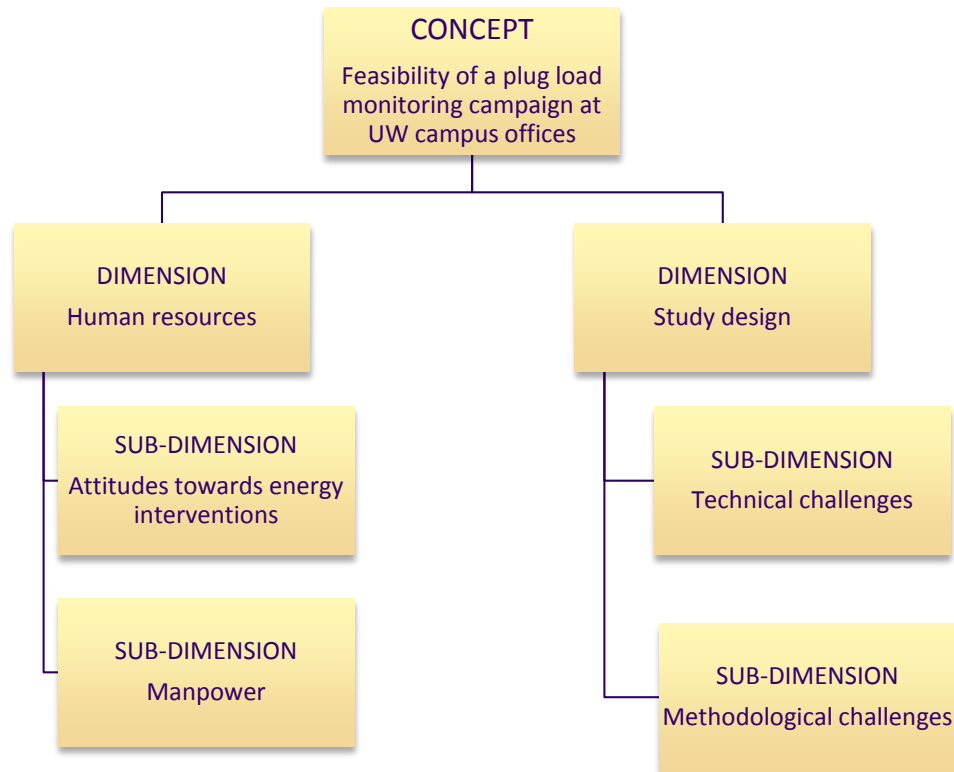 CONCEPT
Feasibility of a plug load
monitoring campaign at
UW campus offices
DIMENSION
Human resources
DIMENSION
Study design
SUB-DIMENSION
Attitudes towards energy
interventions
SUB-DIMENSION
Technical challenges
SUB-DIMENSION
Manpower
SUB-DIMENSION
Methodological challenges